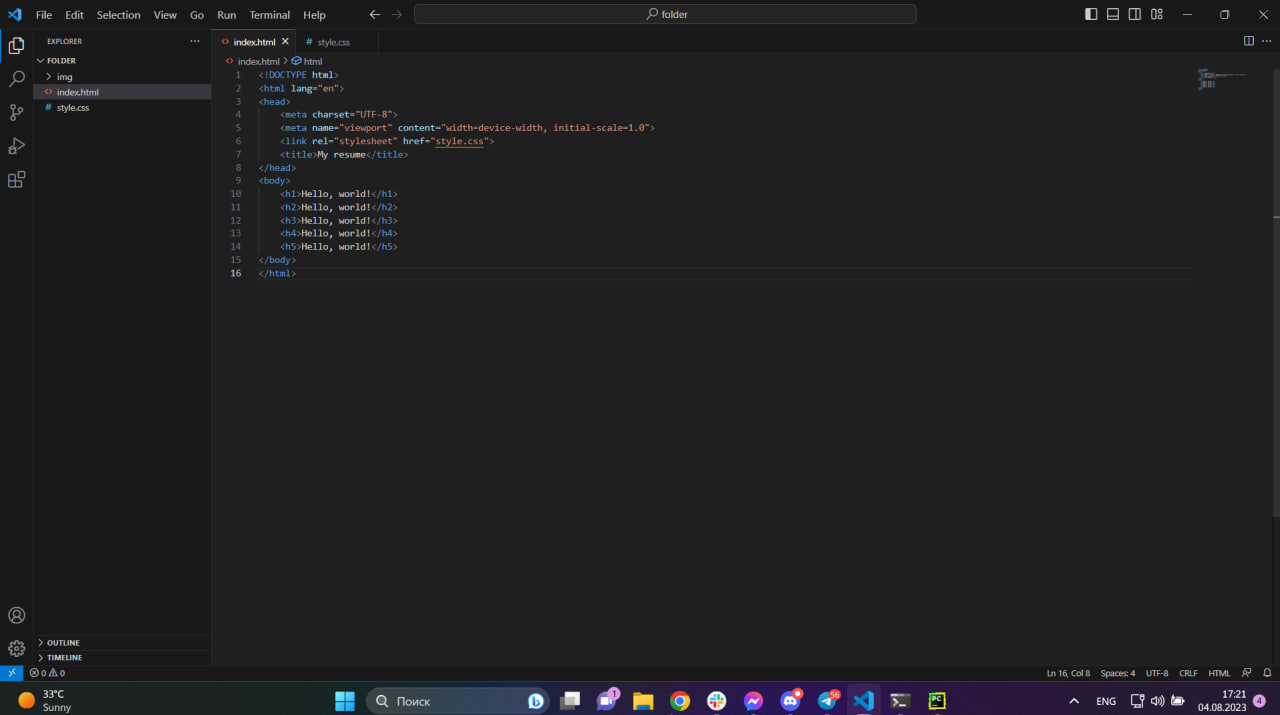 File Edit Selection View Go Run Terminal Help
folder
EXPLORER
FOLDER
img
index.html
style.css
OUTLINE
TIMELINE
index.html style.css
index.html html
1 <!DOCTYPE html>
2 <html lang="en">
3 <head>
4 <meta charset="UTF-8">
5 <meta name="viewport" content="width=device-width, initial-scale=1.0">
6 <link rel="stylesheet" href="style.css">
7 <title>My resume</title>
8 </head>
9 <body>
10 <h1>Hello, world!</h1>
11 <h2>Hello, world!</h2>
12 <h3>Hello, world!</h3>
13 <h4>Hello, world!</h4>
14 <h5>Hello, world!</h5>
15 </body>
16 </html>
0 0
Ln 16, Col 8 Spaces: 4 UTF-8 CRLF HTML
33°C
Sunny
Поиск
1
56
PC
ENG
17:21
04.08.2023
4